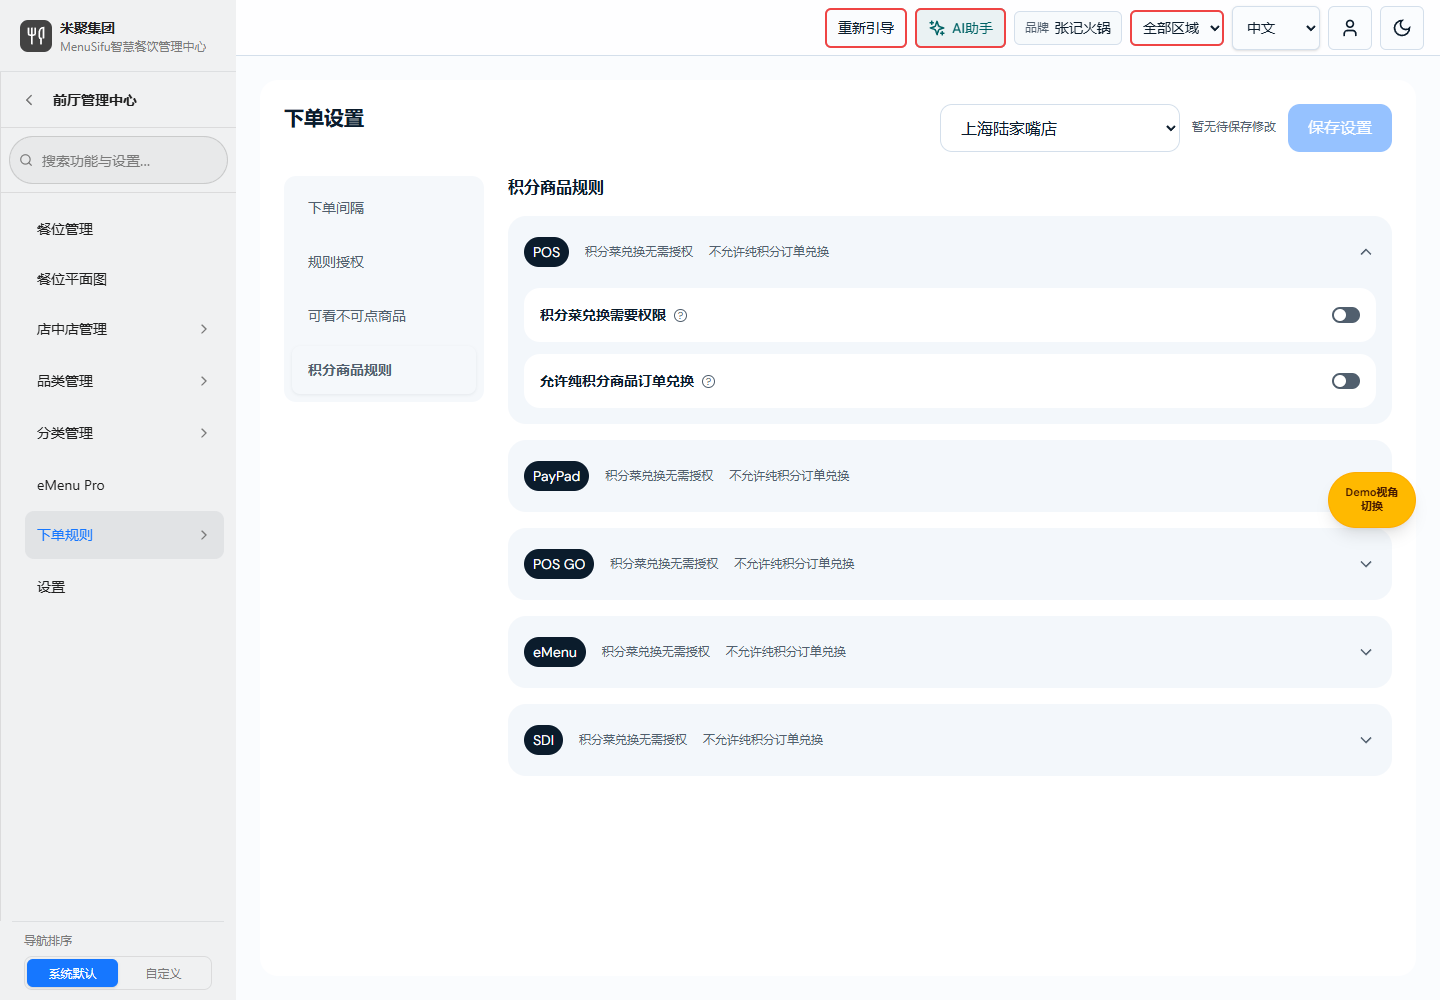 米聚集团
MenuSifu智慧餐饮管理中心
重新引导
AI助手
品牌 张记火锅
全部区域
中文
前厅管理中心
搜索功能与设置...
餐位管理
餐位平面图
店中店管理
品类管理
分类管理
eMenu Pro
下单规则
设置
导航排序
系统默认
自定义
下单设置
上海陆家嘴店
暂无待保存修改
保存设置
下单间隔
规则授权
可看不可点商品
积分商品规则
积分商品规则
POS 积分菜兑换无需授权 不允许纯积分订单兑换
积分菜兑换需要权限 ?
允许纯积分商品订单兑换 ?
PayPad 积分菜兑换无需授权 不允许纯积分订单兑换
Demo视角
切换
POS GO 积分菜兑换无需授权 不允许纯积分订单兑换
eMenu 积分菜兑换无需授权 不允许纯积分订单兑换
SDI 积分菜兑换无需授权 不允许纯积分订单兑换